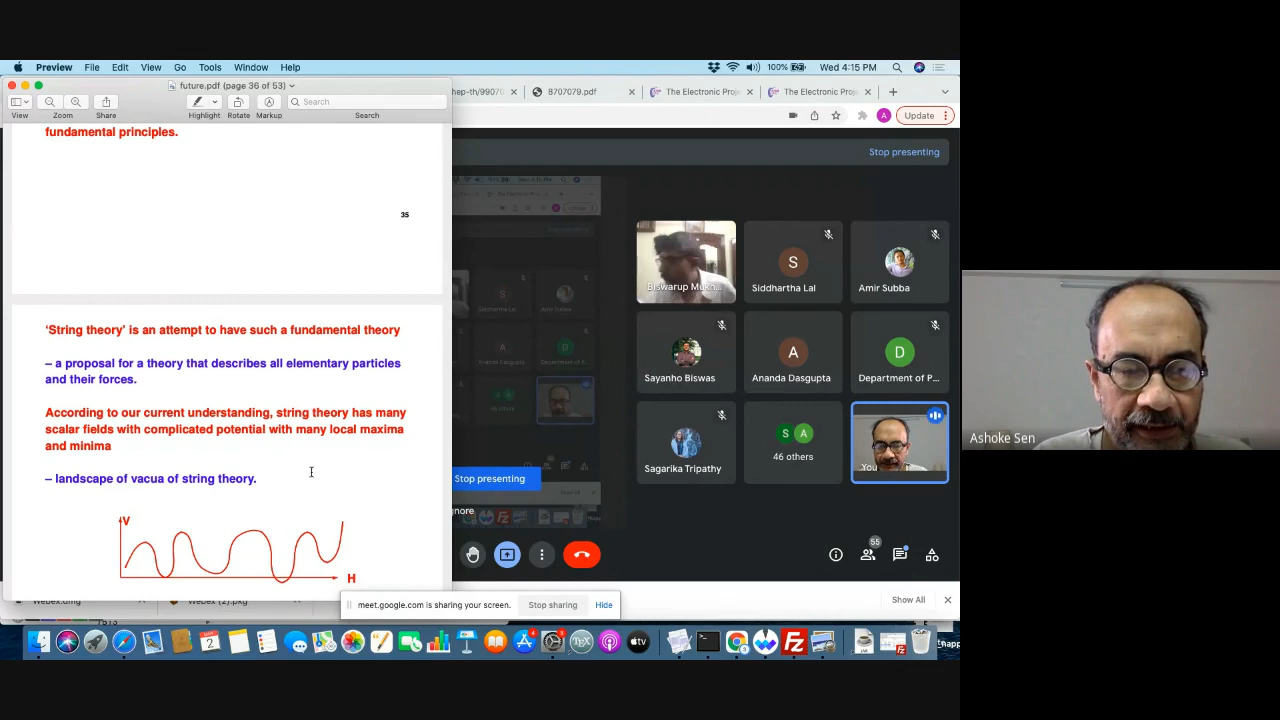 Preview File Edit View Go Tools Window Help 100% Wed 4:15 PM
future.pdf (page 36 of 53)
8707079.pdf The Electronic Proj The Electronic Proj
View Zoom Share Highlight Rotate Markup Search
Search
A Update
fundamental principles.
Stop presenting
35
Biswarup Mukh...
S Siddhartha Lal
Amir Subba
'String theory' is an attempt to have such a fundamental theory
– a proposal for a theory that describes all elementary particles
and their forces.
According to our current understanding, string theory has many
scalar fields with complicated potential with many local maxima
and minima
– landscape of vacua of string theory.
V
H
Sayanho Biswas
A Ananda Dasgupta
D Department of P...
Sagarika Tripathy
S A 46 others
You
Stop presenting
55
meet.google.com is sharing your screen. Stop sharing Hide
Show All
Ashoke Sen